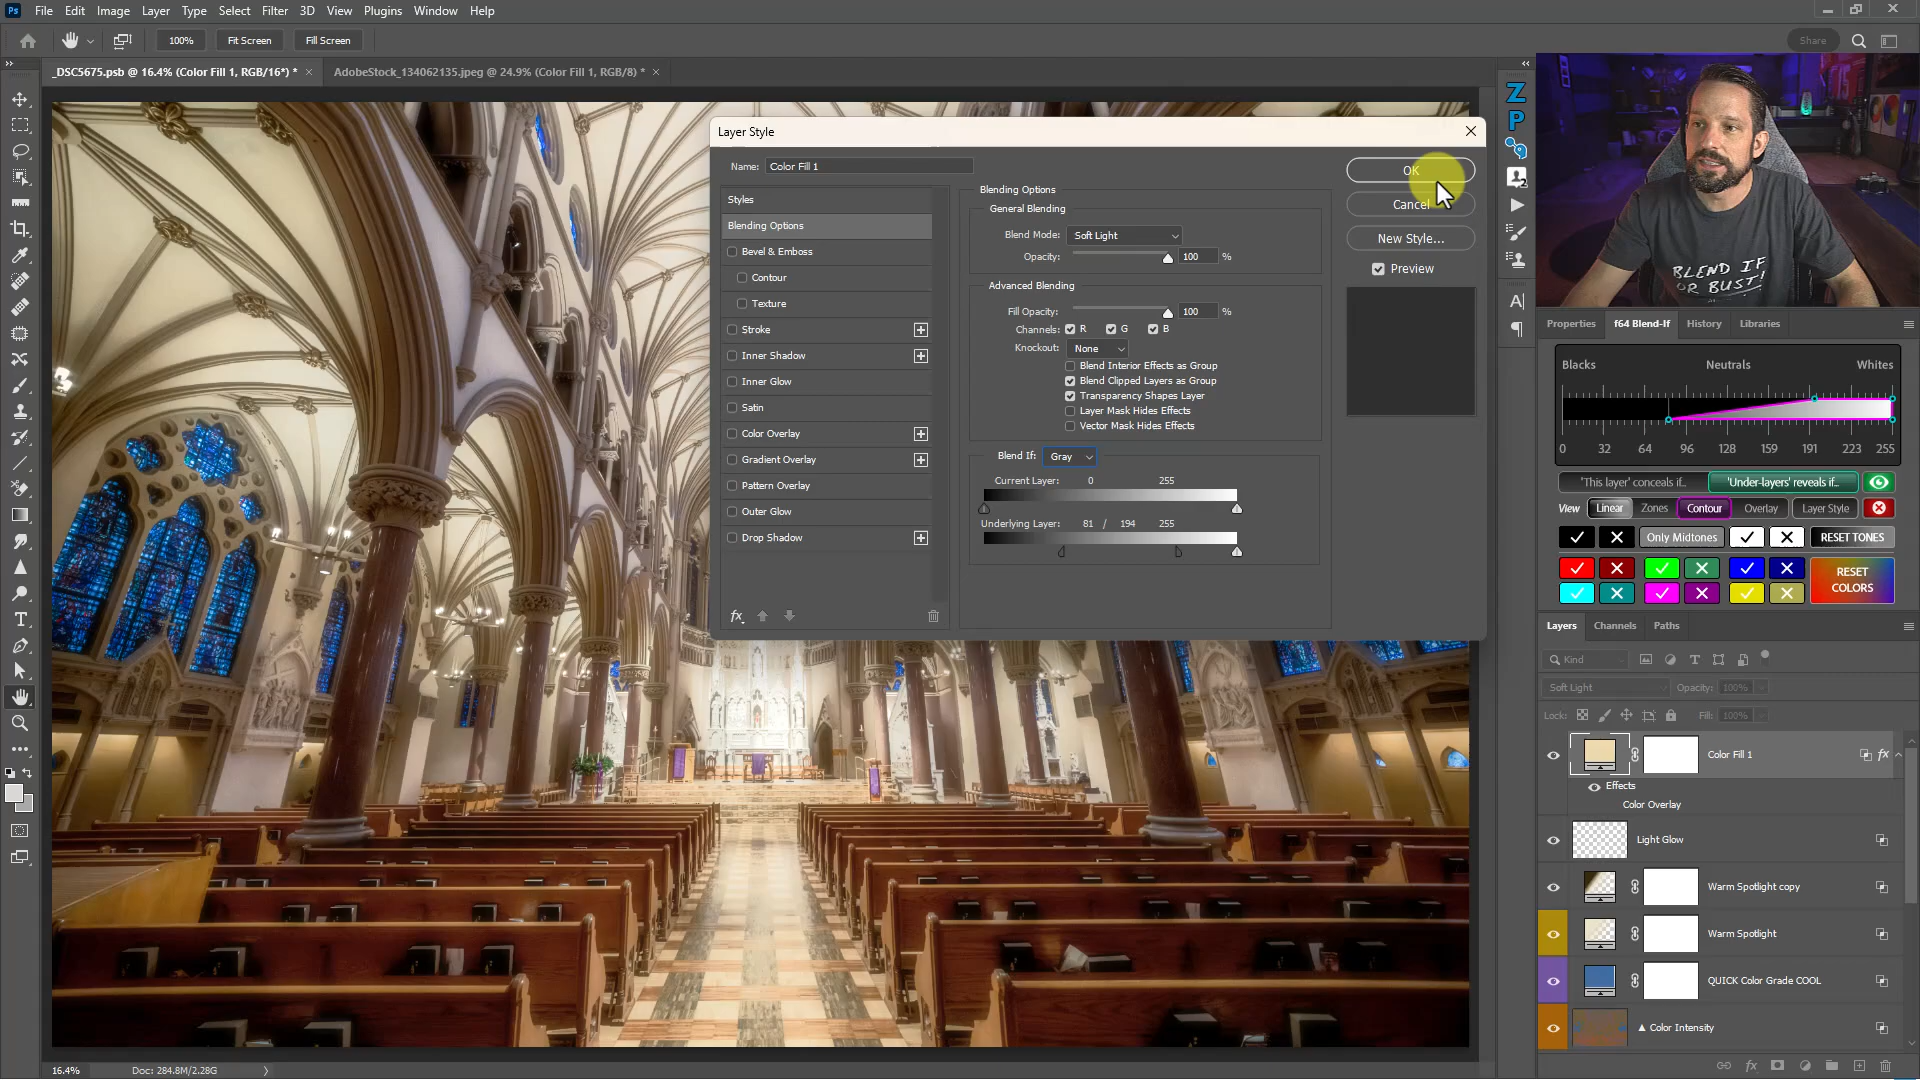 Ps File Edit Image Layer Type Select Filter 3D View Plugins Window Help
100% Fit Screen Fill Screen Share
_DSC5675.psb @ 16.4% (Color Fill 1, RGB/16*) * × AdobeStock_134062135.jpeg @ 24.9% (Color Fill 1, RGB/8) * ×
Layer Style
Name: Color Fill 1
Styles
Blending Options
Bevel & Emboss
Contour
Texture
Stroke
Inner Shadow
Inner Glow
Satin
Color Overlay
Gradient Overlay
Pattern Overlay
Outer Glow
Drop Shadow
fx
Blending Options
General Blending
Blend Mode: Soft Light
Opacity: 100 %
Advanced Blending
Fill Opacity: 100 %
Channels: R G B
Knockout: None
Blend Interior Effects as Group
Blend Clipped Layers as Group
Transparency Shapes Layer
Layer Mask Hides Effects
Vector Mask Hides Effects
Blend If: Gray
Current Layer: 0 255
Underlying Layer: 81 / 194 255
OK
Cancel
New Style...
Preview
ZP
BLEND IF
OR BUST!
Properties f64 Blend-If History Libraries
Blacks Neutrals Whites
0 32 64 96 128 159 191 223 255
'This layer' conceals if... 'Under-layers' reveals if...
View Linear Zones Contour Overlay Layer Style
Only Midtones RESET TONES
RESET
COLORS
Layers Channels Paths
Kind
Soft Light Opacity: 100%
Lock: Fill: 100%
Color Fill 1 fx
Effects
Color Overlay
Light Glow
Warm Spotlight copy
Warm Spotlight
QUICK Color Grade COOL
▲ Color Intensity
fx
16.4% Doc: 284.8M/2.28G